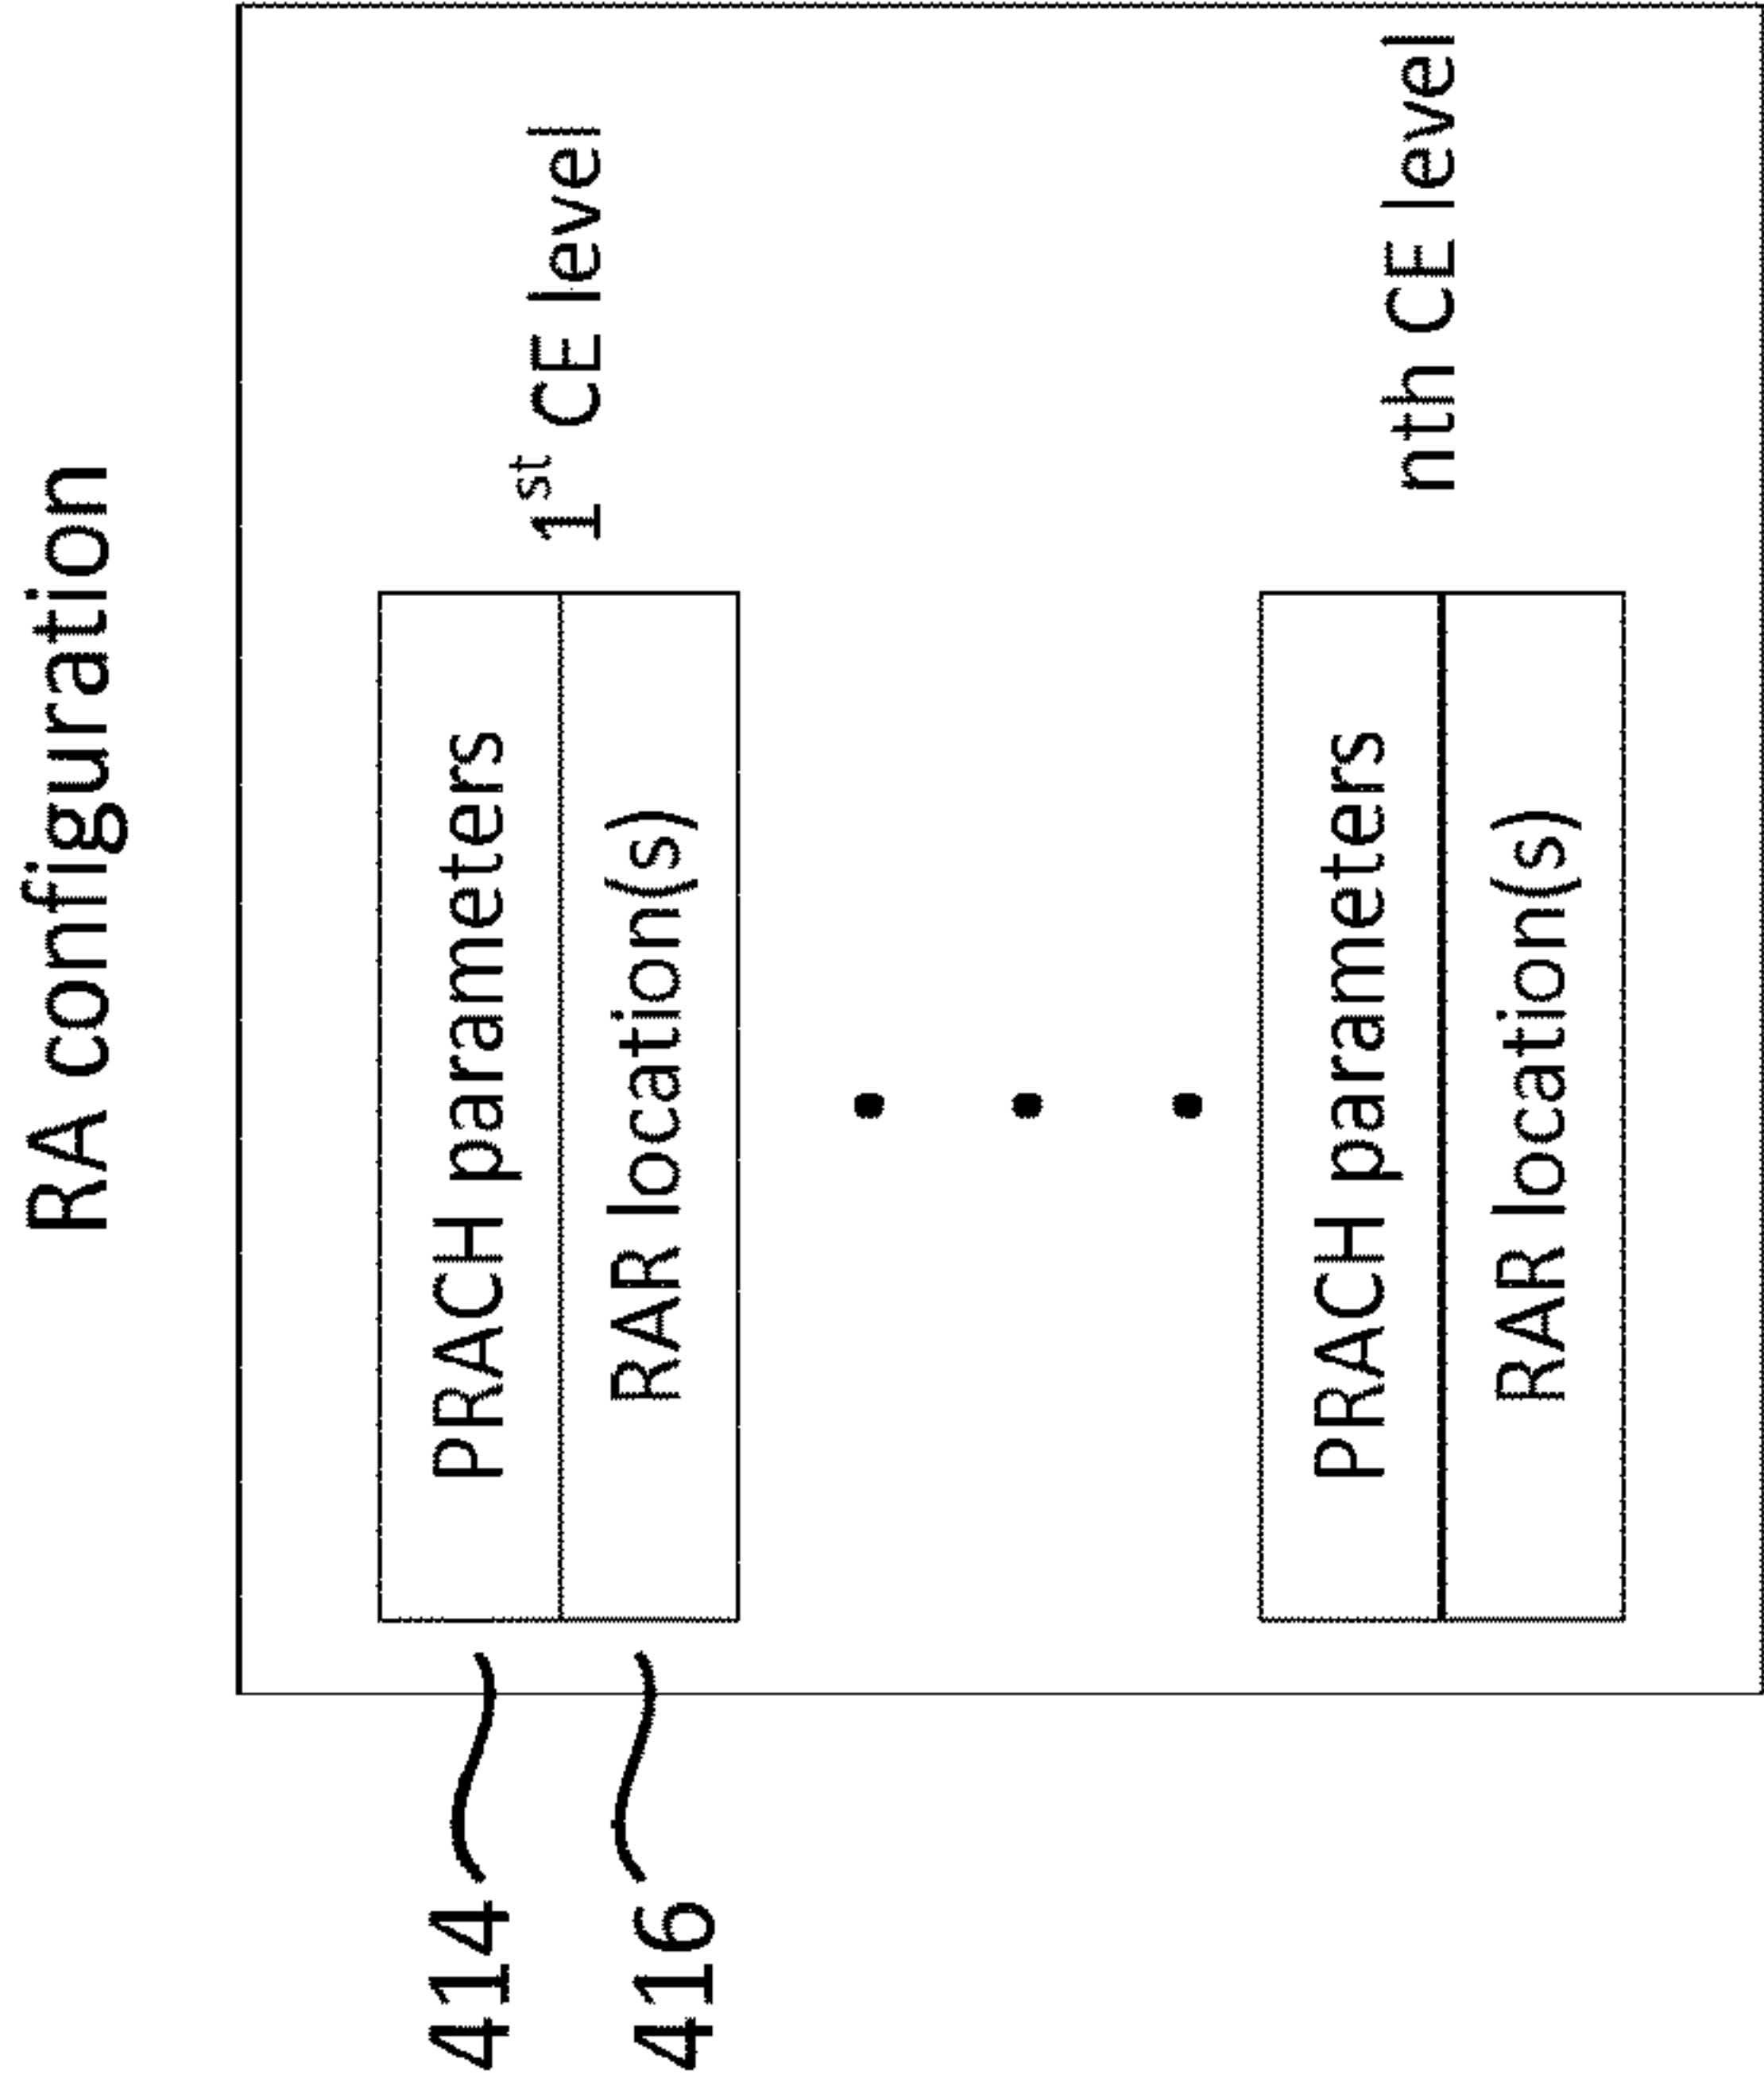 RA configuration
414
PRACH parameters
1st CE level
416
RAR location(s)
PRACH parameters
nth CE level
RAR location(s)